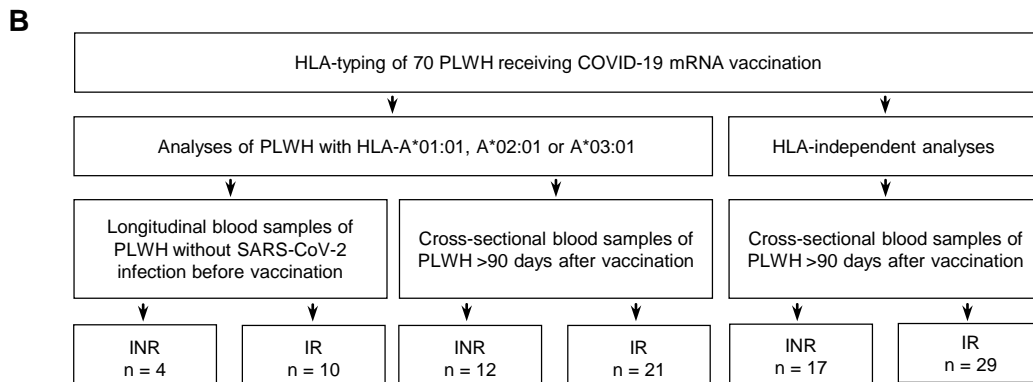 B
HLA-typing of 70 PLWH receiving COVID-19 mRNA vaccination
Analyses of PLWH with HLA-A*01:01, A*02:01 or A*03:01
HLA-independent analyses
Longitudinal blood samples of
PLWH without SARS-CoV-2
infection before vaccination
Cross-sectional blood samples of
PLWH >90 days after vaccination
Cross-sectional blood samples of
PLWH >90 days after vaccination
INR
n = 4
IR
n = 10
INR
n = 12
IR
n = 21
INR
n = 17
IR
n = 29